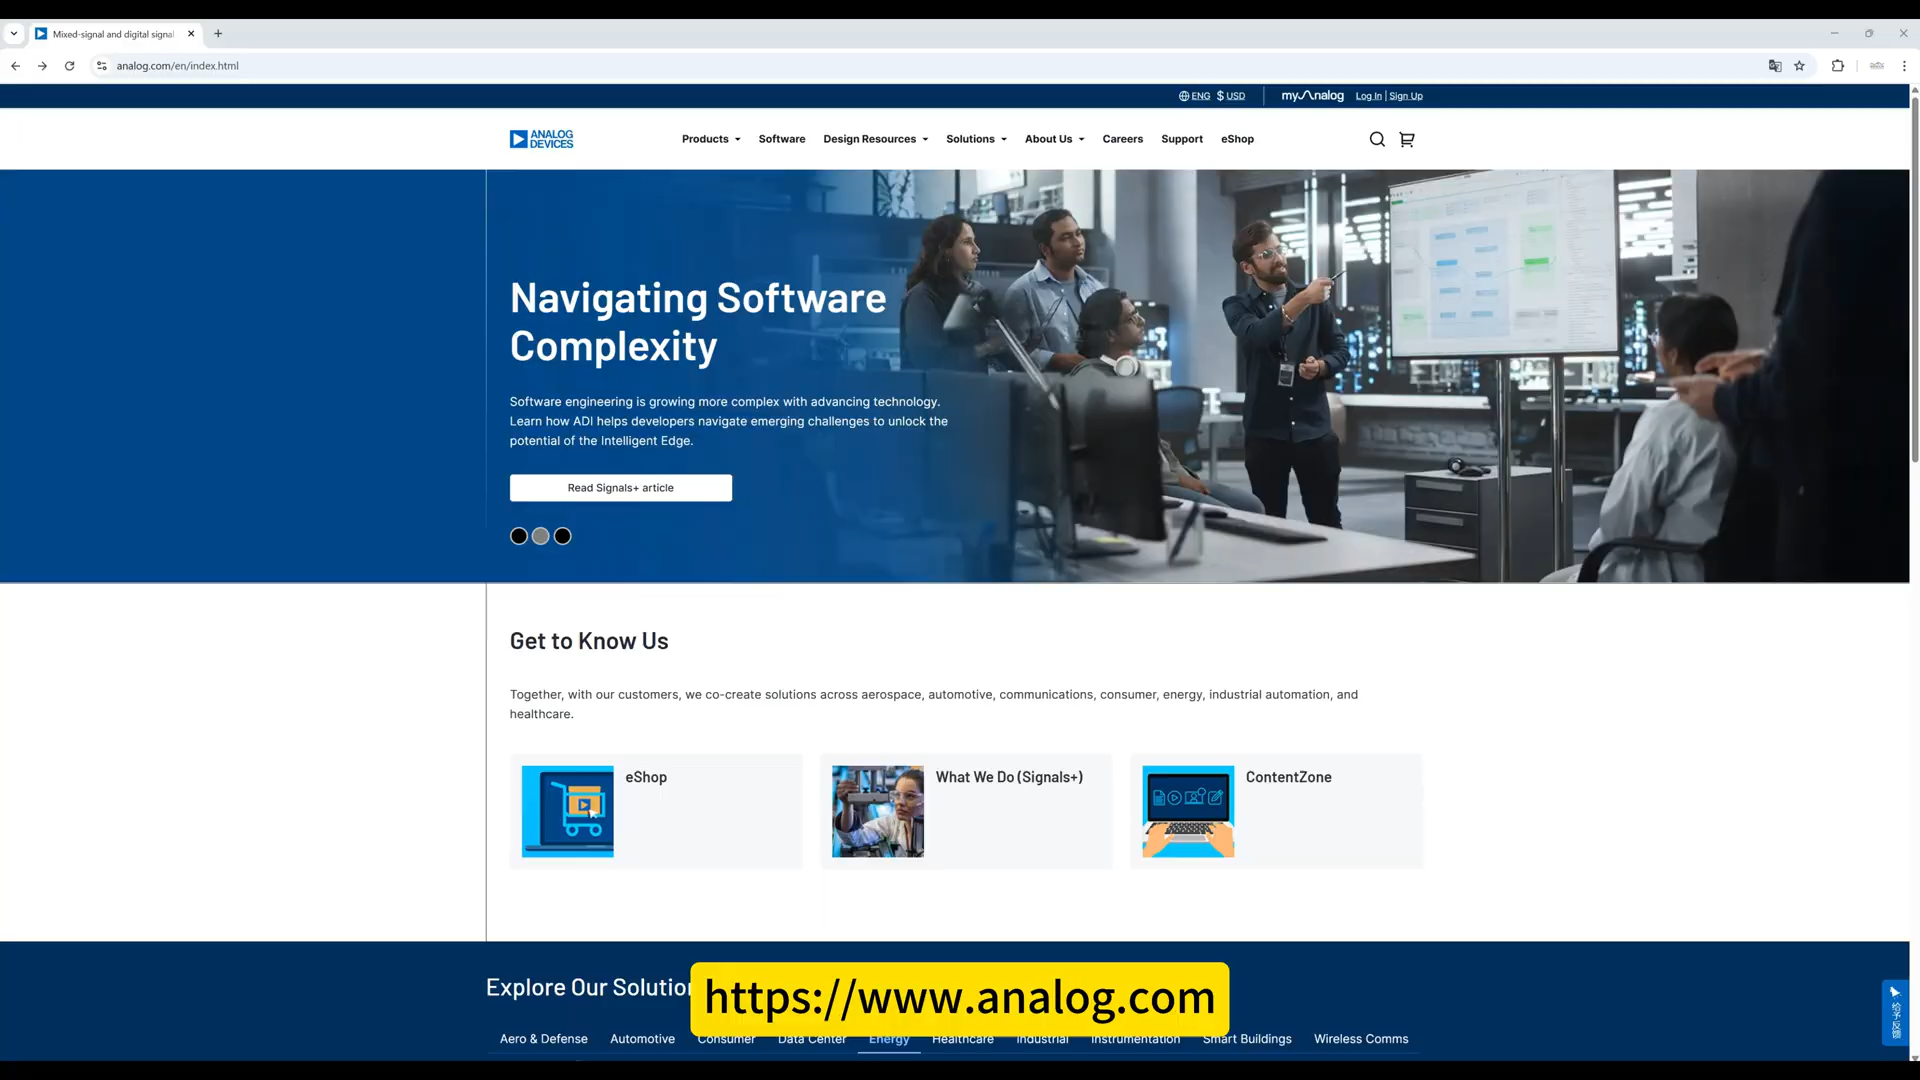 Mixed-signal and digital signal
analog.com/en/index.html
ENG $ USD
myAnalog
Log In | Sign Up
ANALOG
DEVICES
Products
Software
Design Resources
Solutions
About Us
Careers
Support
eShop
Navigating Software
Complexity
Software engineering is growing more complex with advancing technology.
Learn how ADI helps developers navigate emerging challenges to unlock the
potential of the Intelligent Edge.
Read Signals+ article
Get to Know Us
Together, with our customers, we co-create solutions across aerospace, automotive, communications, consumer, energy, industrial automation, and
healthcare.
eShop
What We Do (Signals+)
ContentZone
Explore Our Solution
https://www.analog.com
Aero & Defense
Automotive
Consumer
Data Center
Energy
Healthcare
Industrial
Instrumentation
Smart Buildings
Wireless Comms
给予反馈